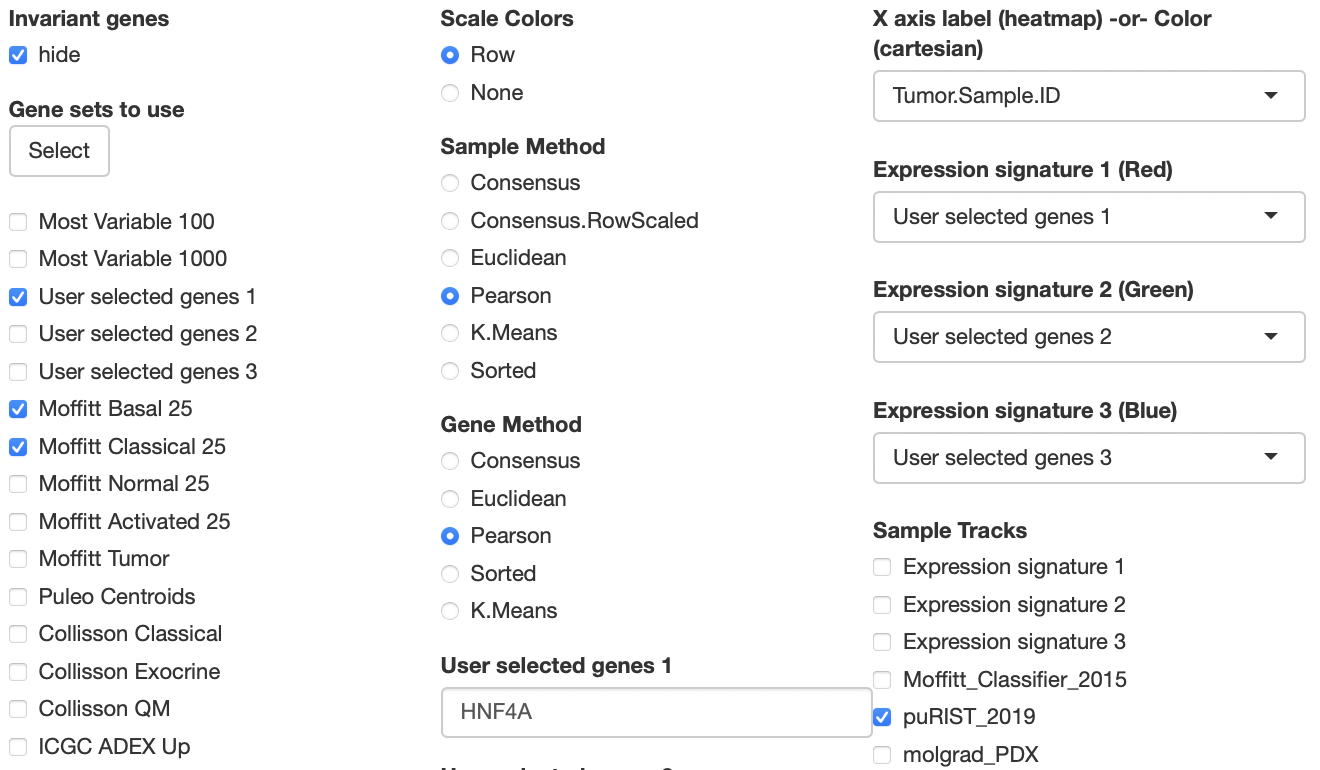 Invariant genes
hide
Gene sets to use
Select
Most Variable 100
Most Variable 1000
User selected genes 1
User selected genes 2
User selected genes 3
Moffitt Basal 25
Moffitt Classical 25
Moffitt Normal 25
Moffitt Activated 25
Moffitt Tumor
Puleo Centroids
Collisson Classical
Collisson Exocrine
Collisson QM
ICGC ADEX Up
Scale Colors
Row
None
Sample Method
Consensus
Consensus.RowScaled
Euclidean
Pearson
K.Means
Sorted
Gene Method
Consensus
Euclidean
Pearson
Sorted
K.Means
User selected genes 1
HNF4A
X axis label (heatmap) -or- Color
(cartesian)
Tumor.Sample.ID
Expression signature 1 (Red)
User selected genes 1
Expression signature 2 (Green)
User selected genes 2
Expression signature 3 (Blue)
User selected genes 3
Sample Tracks
Expression signature 1
Expression signature 2
Expression signature 3
Moffitt_Classifier_2015
puRIST_2019
molgrad_PDX